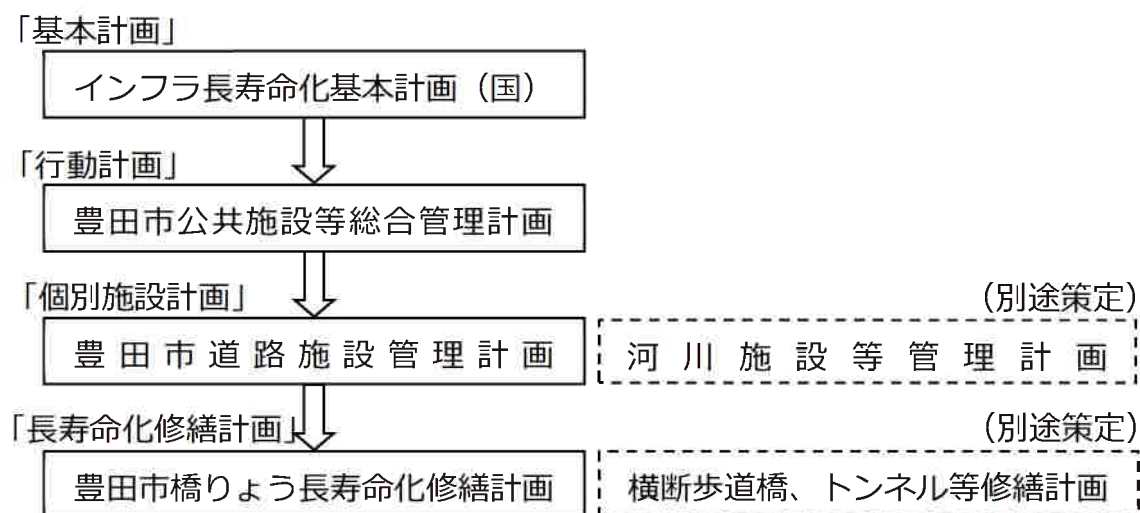 「基本計画」
インフラ長寿命化基本計画（国）
「行動計画」
豊田市公共施設等総合管理計画
「個別施設計画」
（別途策定）
豊田市道路施設管理計画
河川施設等管理計画
「長寿命化修繕計画」
（別途策定）
豊田市橋りょう長寿命化修繕計画
横断歩道橋、トンネル等修繕計画